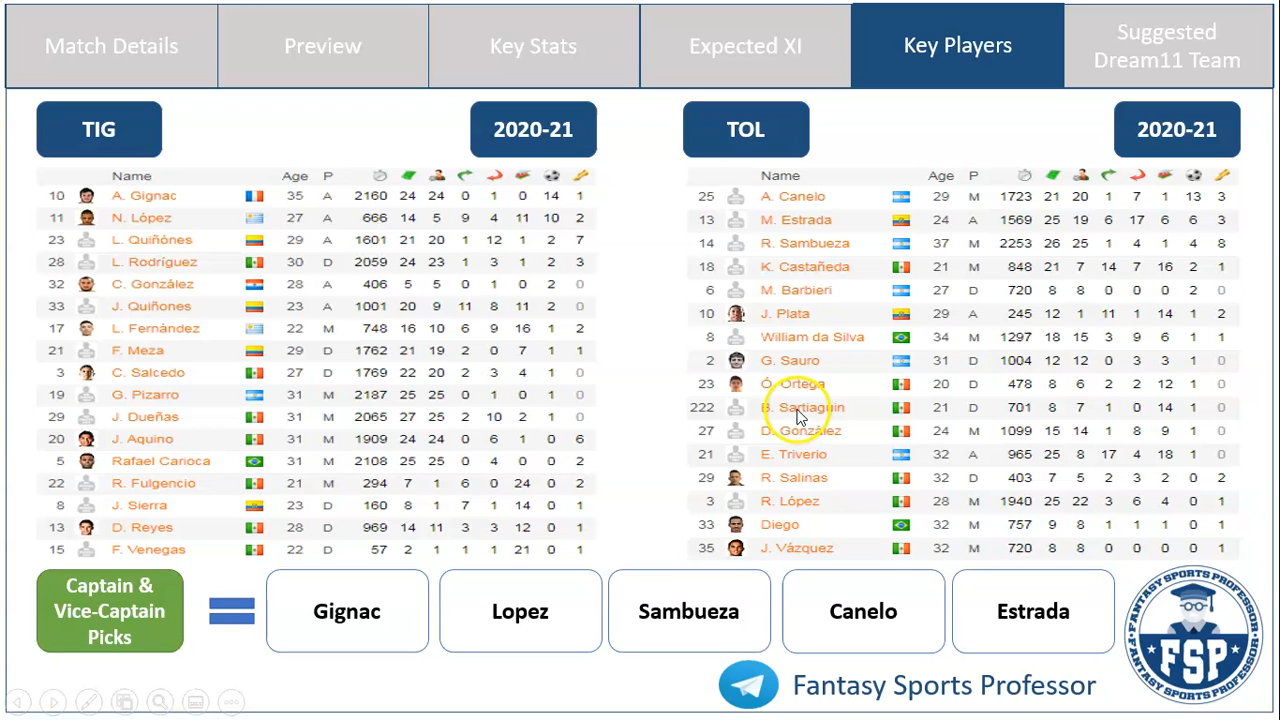 Match Details
Preview
Key Stats
Expected XI
Key Players
Suggested
Dream11 Team
TIG
2020-21
TOL
2020-21
Name Age P
10 A. Gignac 35 A 2160 24 24 0 1 0 14 1
11 N. López 27 A 666 14 5 9 4 11 10 2
23 L. Quiñónes 29 A 1601 21 20 1 12 1 2 7
28 L. Rodríguez 30 D 2059 24 23 1 3 1 2 3
32 C. González 28 A 406 5 5 0 1 0 2 0
33 J. Quiñones 23 A 1001 20 9 11 8 11 2 0
17 L. Fernández 22 M 748 16 10 6 9 16 1 2
21 F. Meza 29 D 1762 21 19 2 0 7 1 1
3 C. Salcedo 27 D 1769 22 20 2 3 4 1 0
19 G. Pizarro 31 M 2187 25 25 0 1 0 1 0
29 J. Dueñas 31 M 2065 27 25 2 10 2 1 0
20 J. Aquino 31 M 1909 24 24 0 6 1 0 6
5 Rafael Carioca 31 M 2108 25 25 0 4 0 0 2
22 R. Fulgencio 21 M 294 7 1 6 0 24 0 2
8 J. Sierra 23 D 160 8 1 7 1 14 0 1
13 D. Reyes 28 D 969 14 11 3 3 12 0 1
15 F. Venegas 22 D 57 2 1 1 1 21 0 1
Name Age P
25 A. Canelo 29 M 1723 21 20 1 7 1 13 3
13 M. Estrada 24 A 1569 25 19 6 17 6 6 3
14 R. Sambueza 37 M 2253 26 25 1 4 1 4 8
18 K. Castañeda 21 M 848 21 7 14 7 16 2 1
6 M. Barbieri 27 D 720 8 8 0 0 0 2 0
10 J. Plata 29 A 245 12 1 11 1 14 1 2
8 William da Silva 34 M 1297 18 15 3 9 6 1 1
2 G. Sauro 31 D 1004 12 12 0 3 3 1 0
23 Ó. Ortega 20 D 478 8 6 2 2 12 1 0
222 B. Sartiaguin 21 D 701 8 7 1 0 14 1 0
27 D. González 24 M 1099 15 14 1 8 9 1 0
21 E. Triverio 32 A 965 25 8 17 4 18 1 0
29 R. Salinas 32 D 403 7 5 2 3 2 0 2
3 R. López 28 M 1940 25 22 3 6 4 0 1
33 Diego 32 M 757 9 8 1 1 1 0 1
35 J. Vázquez 32 M 720 8 8 0 0 0 0 1
Captain &
Vice-Captain
Picks
Gignac
Lopez
Sambueza
Canelo
Estrada
FANTASY SPORTS PROFESSOR
FSP
FANTASY SPORTS PROFESSOR
Fantasy Sports Professor